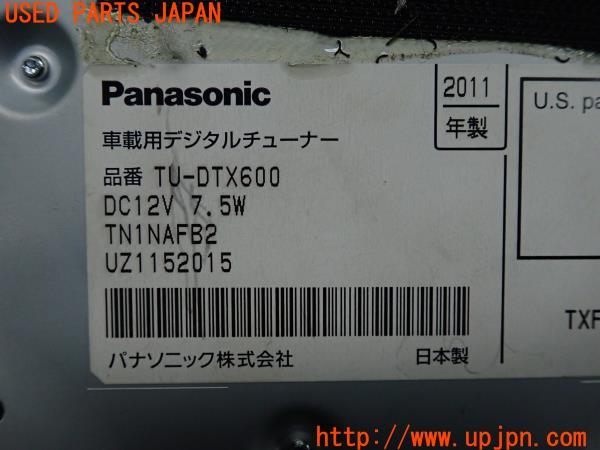 USED PARTS JAPAN
Panasonic
2011
年製
車載用デジタルチューナー
品番 TU-DTX600
DC12V 7.5W
TN1NAFB2
UZ1152015
パナソニック株式会社
日本製
U.S. pa
TXF
http://www.upjpn.com